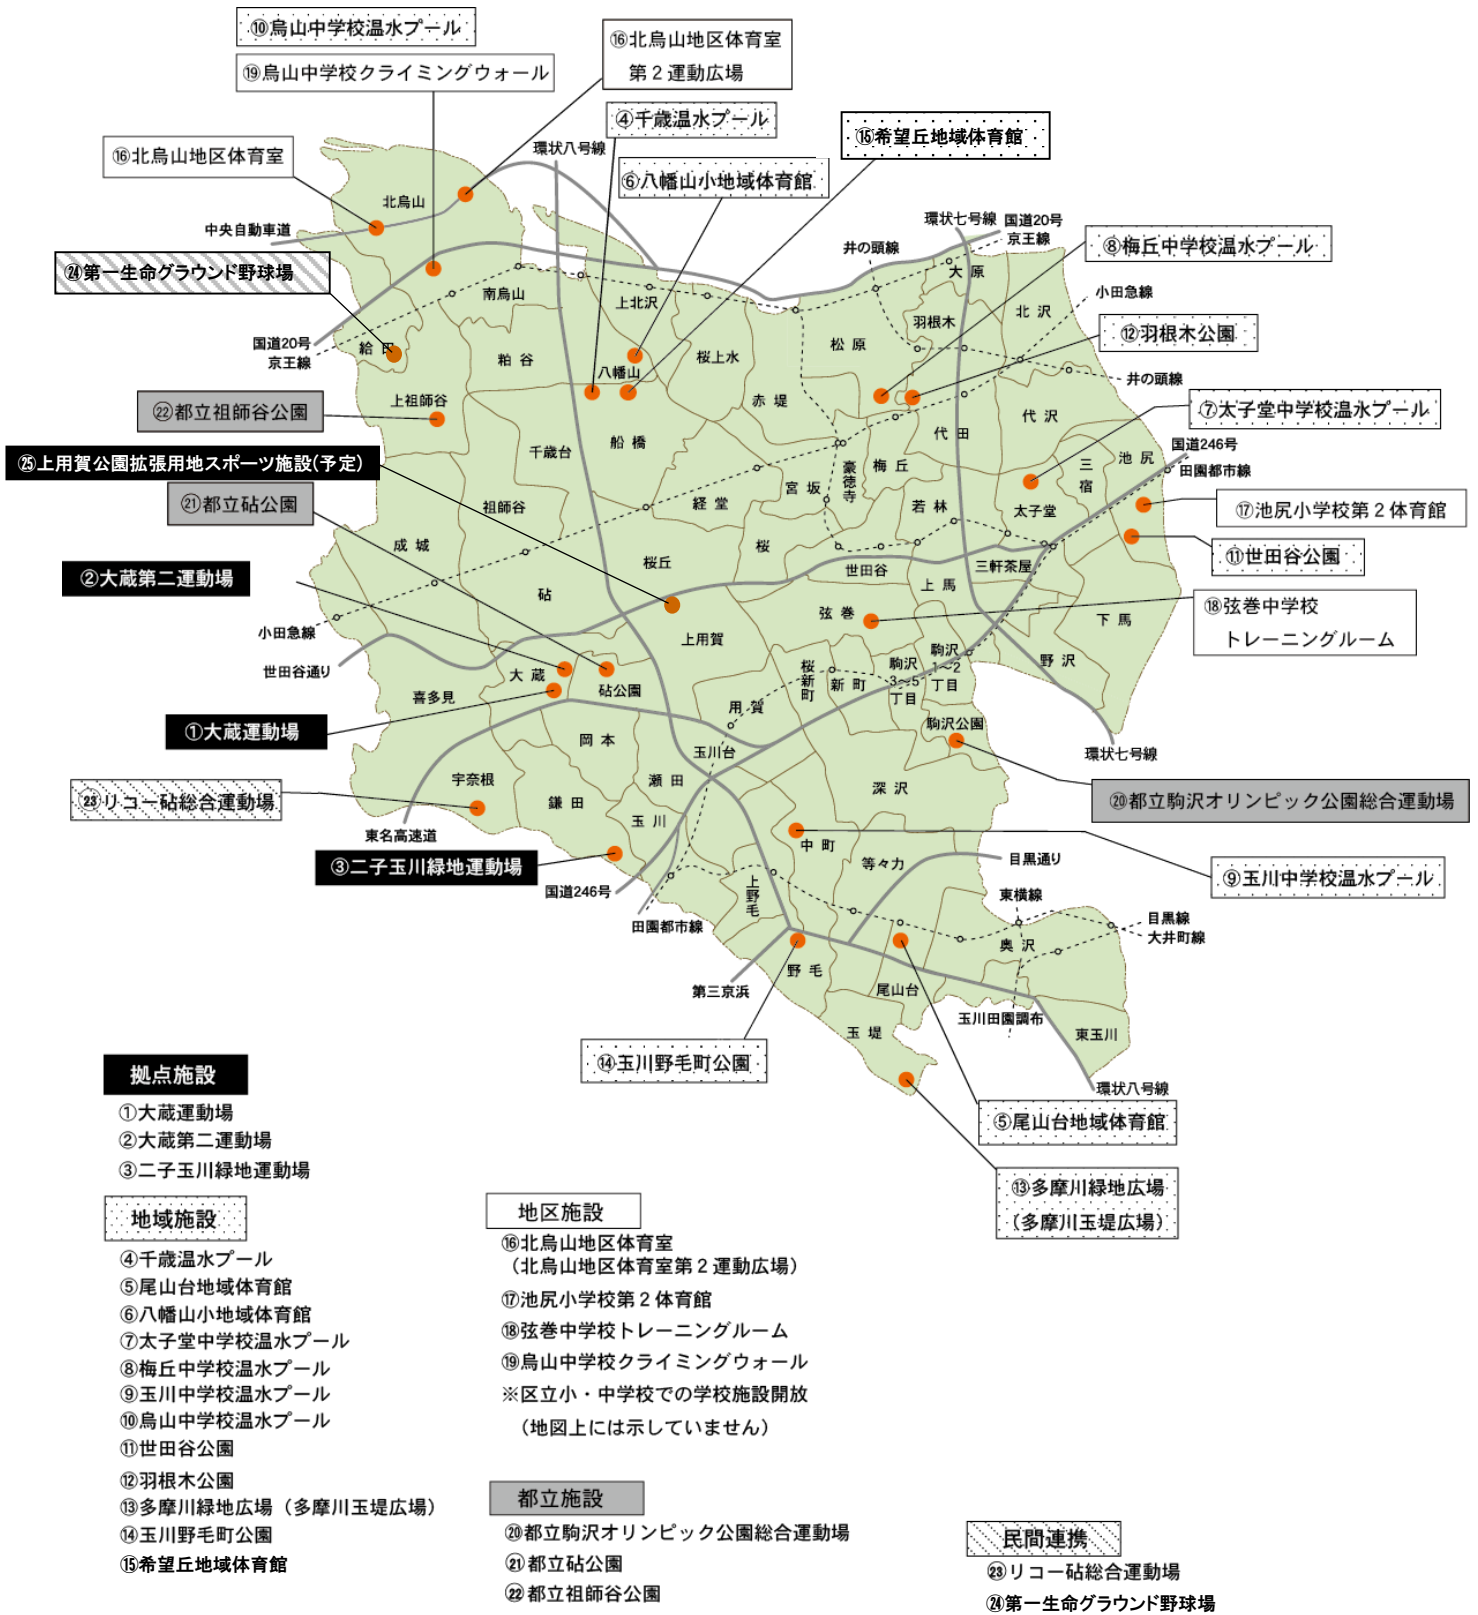 ⑩烏山中学校温水プール
⑲烏山中学校クライミングウォール
⑯北烏山地区体育室
第２運動広場
④千歳温水プール
⑮希望丘地域体育館
⑯北烏山地区体育室
環状八号線
⑥八幡山小地域体育館
北烏山
中央自動車道
環状七号線
国道20号
京王線
井の頭線
⑧梅丘中学校温水プール
㉔第一生命グラウンド野球場
大原
南烏山
上北沢
小田急線
羽根木
北沢
⑫羽根木公園
国道20号
京王線
給田
粕谷
八幡山
桜上水
松原
井の頭線
㉒都立祖師谷公園
上祖師谷
赤堤
代沢
⑦太子堂中学校温水プール
千歳台
船橋
代田
国道246号
田園都市線
㉕上用賀公園拡張用地スポーツ施設(予定)
池尻
三宿
梅丘
豪徳寺
宮坂
㉑都立砧公園
祖師谷
経堂
若林
太子堂
⑰池尻小学校第２体育館
成城
桜
桜丘
⑪世田谷公園
②大蔵第二運動場
砧
世田谷
上馬
三軒茶屋
⑱弦巻中学校
トレーニングルーム
小田急線
弦巻
下馬
世田谷通り
上用賀
大蔵
砧公園
桜新町
新町
駒沢
3～5
丁目
駒沢
1～2
丁目
野沢
喜多見
用賀
①大蔵運動場
駒沢公園
岡本
玉川台
環状七号線
㉓リコー砧総合運動場
宇奈根
鎌田
瀬田
深沢
⑳都立駒沢オリンピック公園総合運動場
東名高速道
玉川
中町
③二子玉川緑地運動場
等々力
目黒通り
国道246号
上野毛
⑨玉川中学校温水プール
東横線
田園都市線
目黒線
大井町線
奥沢
第三京浜
野毛
尾山台
玉川田園調布
玉堤
東玉川
⑭玉川野毛町公園
環状八号線
⑤尾山台地域体育館
⑬多摩川緑地広場
（多摩川玉堤広場）
拠点施設
①大蔵運動場
②大蔵第二運動場
③二子玉川緑地運動場
地域施設
④千歳温水プール
⑤尾山台地域体育館
⑥八幡山小地域体育館
⑦太子堂中学校温水プール
⑧梅丘中学校温水プール
⑨玉川中学校温水プール
⑩烏山中学校温水プール
⑪世田谷公園
⑫羽根木公園
⑬多摩川緑地広場（多摩川玉堤広場）
⑭玉川野毛町公園
⑮希望丘地域体育館
地区施設
⑯北烏山地区体育室
（北烏山地区体育室第２運動広場）
⑰池尻小学校第２体育館
⑱弦巻中学校トレーニングルーム
⑲烏山中学校クライミングウォール
※区立小・中学校での学校施設開放
（地図上には示していません）
都立施設
⑳都立駒沢オリンピック公園総合運動場
㉑都立砧公園
㉒都立祖師谷公園
民間連携
㉓リコー砧総合運動場
㉔第一生命グラウンド野球場